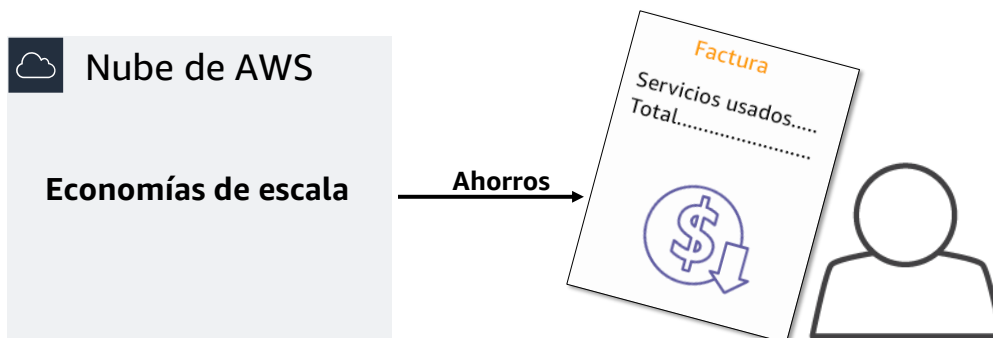 Nube de AWS
Economías de escala
Ahorros
Factura
Servicios usados.....
Total........................